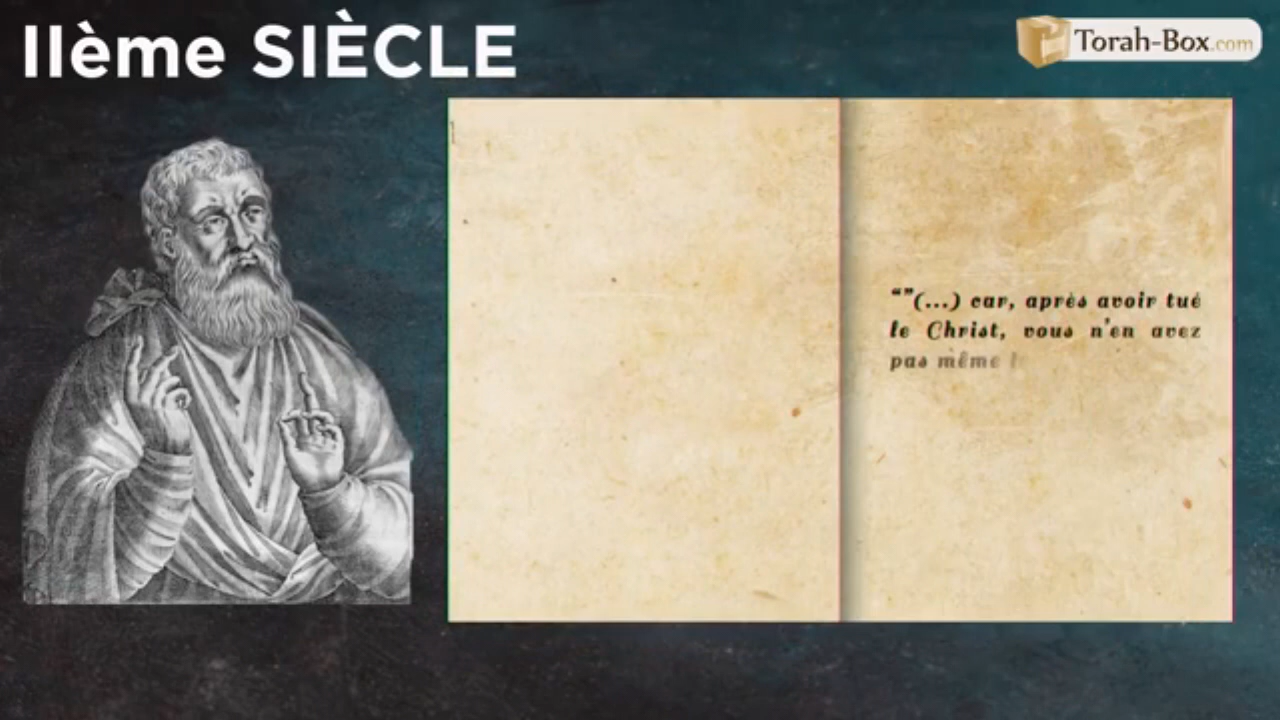 IIème SIÈCLE
Torah-Box.com
“”(...) car, après avoir tué
le Christ, vous n'en avez
pas même